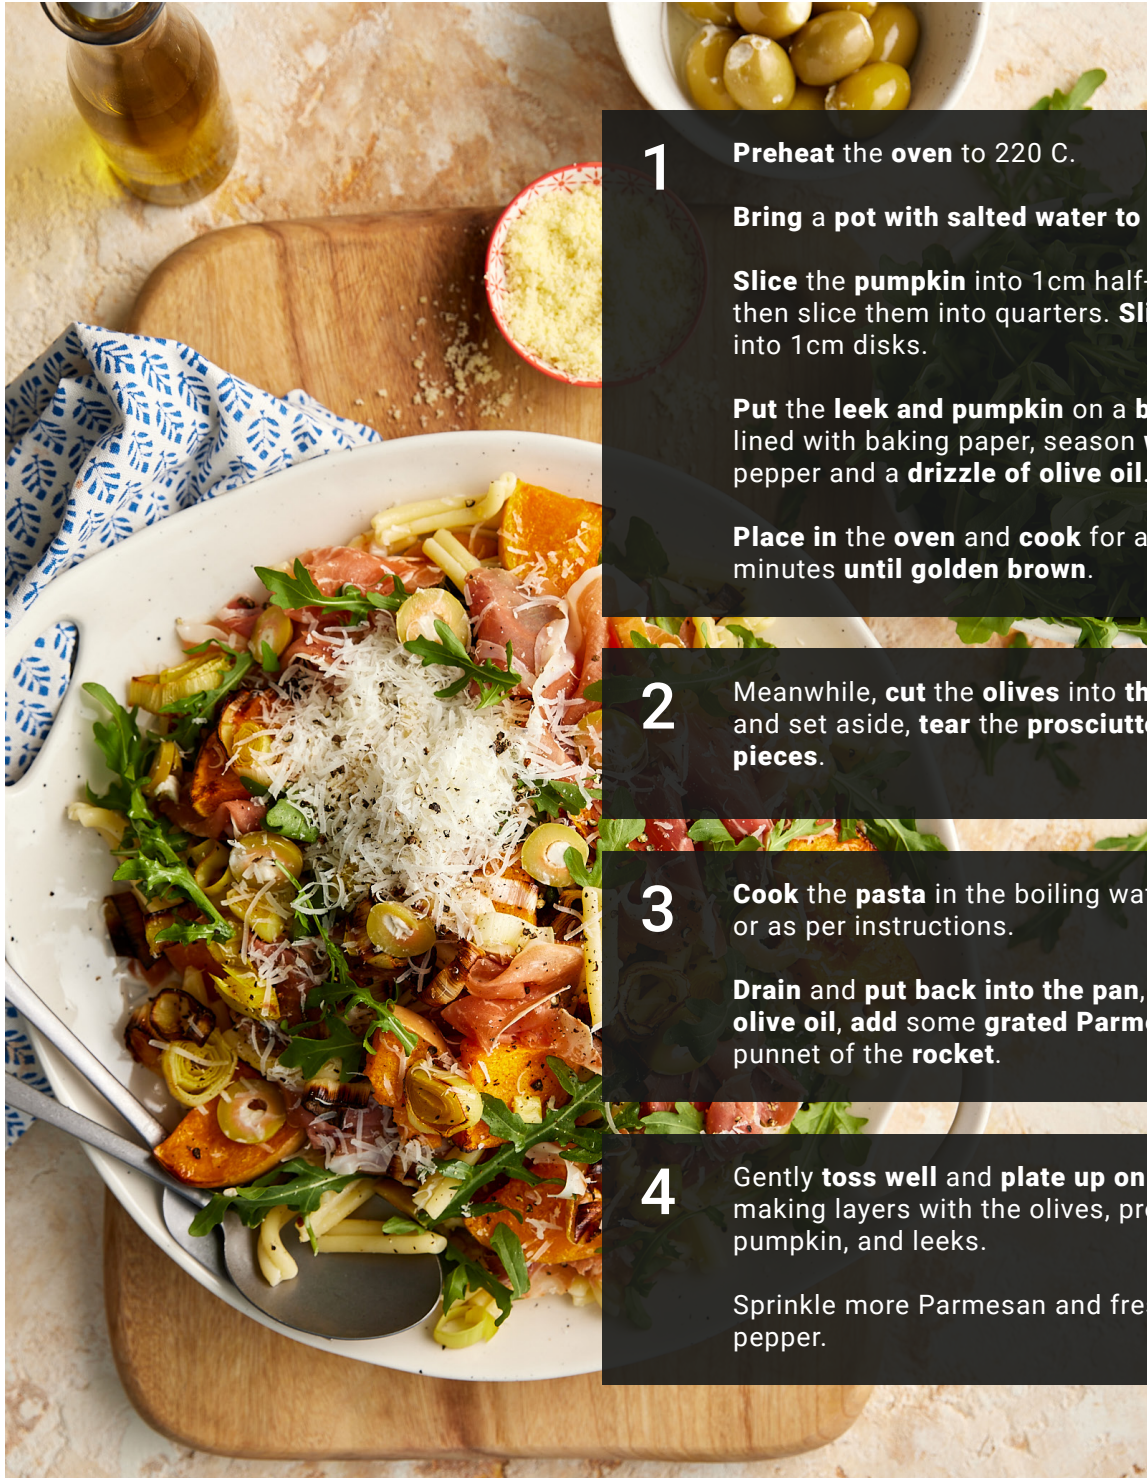 1
Preheat the oven to 220 C.
Bring a pot with salted water to
Slice the pumpkin into 1cm half-
then slice them into quarters.
into 1cm disks.
Put the leek and pumpkin on a
lined with baking paper, season
pepper and a drizzle of olive oil.
Place in the oven and cook for
minutes until golden brown.
2
Meanwhile, cut the olives into
and set aside, tear the
pieces.
3
Cook the pasta in the boiling
or as per instructions.
Drain and put back into the pan,
olive oil, add some grated
punnet of the rocket.
4
Gently toss well and plate up on
making layers with the olives,
pumpkin, and leeks.
Sprinkle more Parmesan and
pepper.